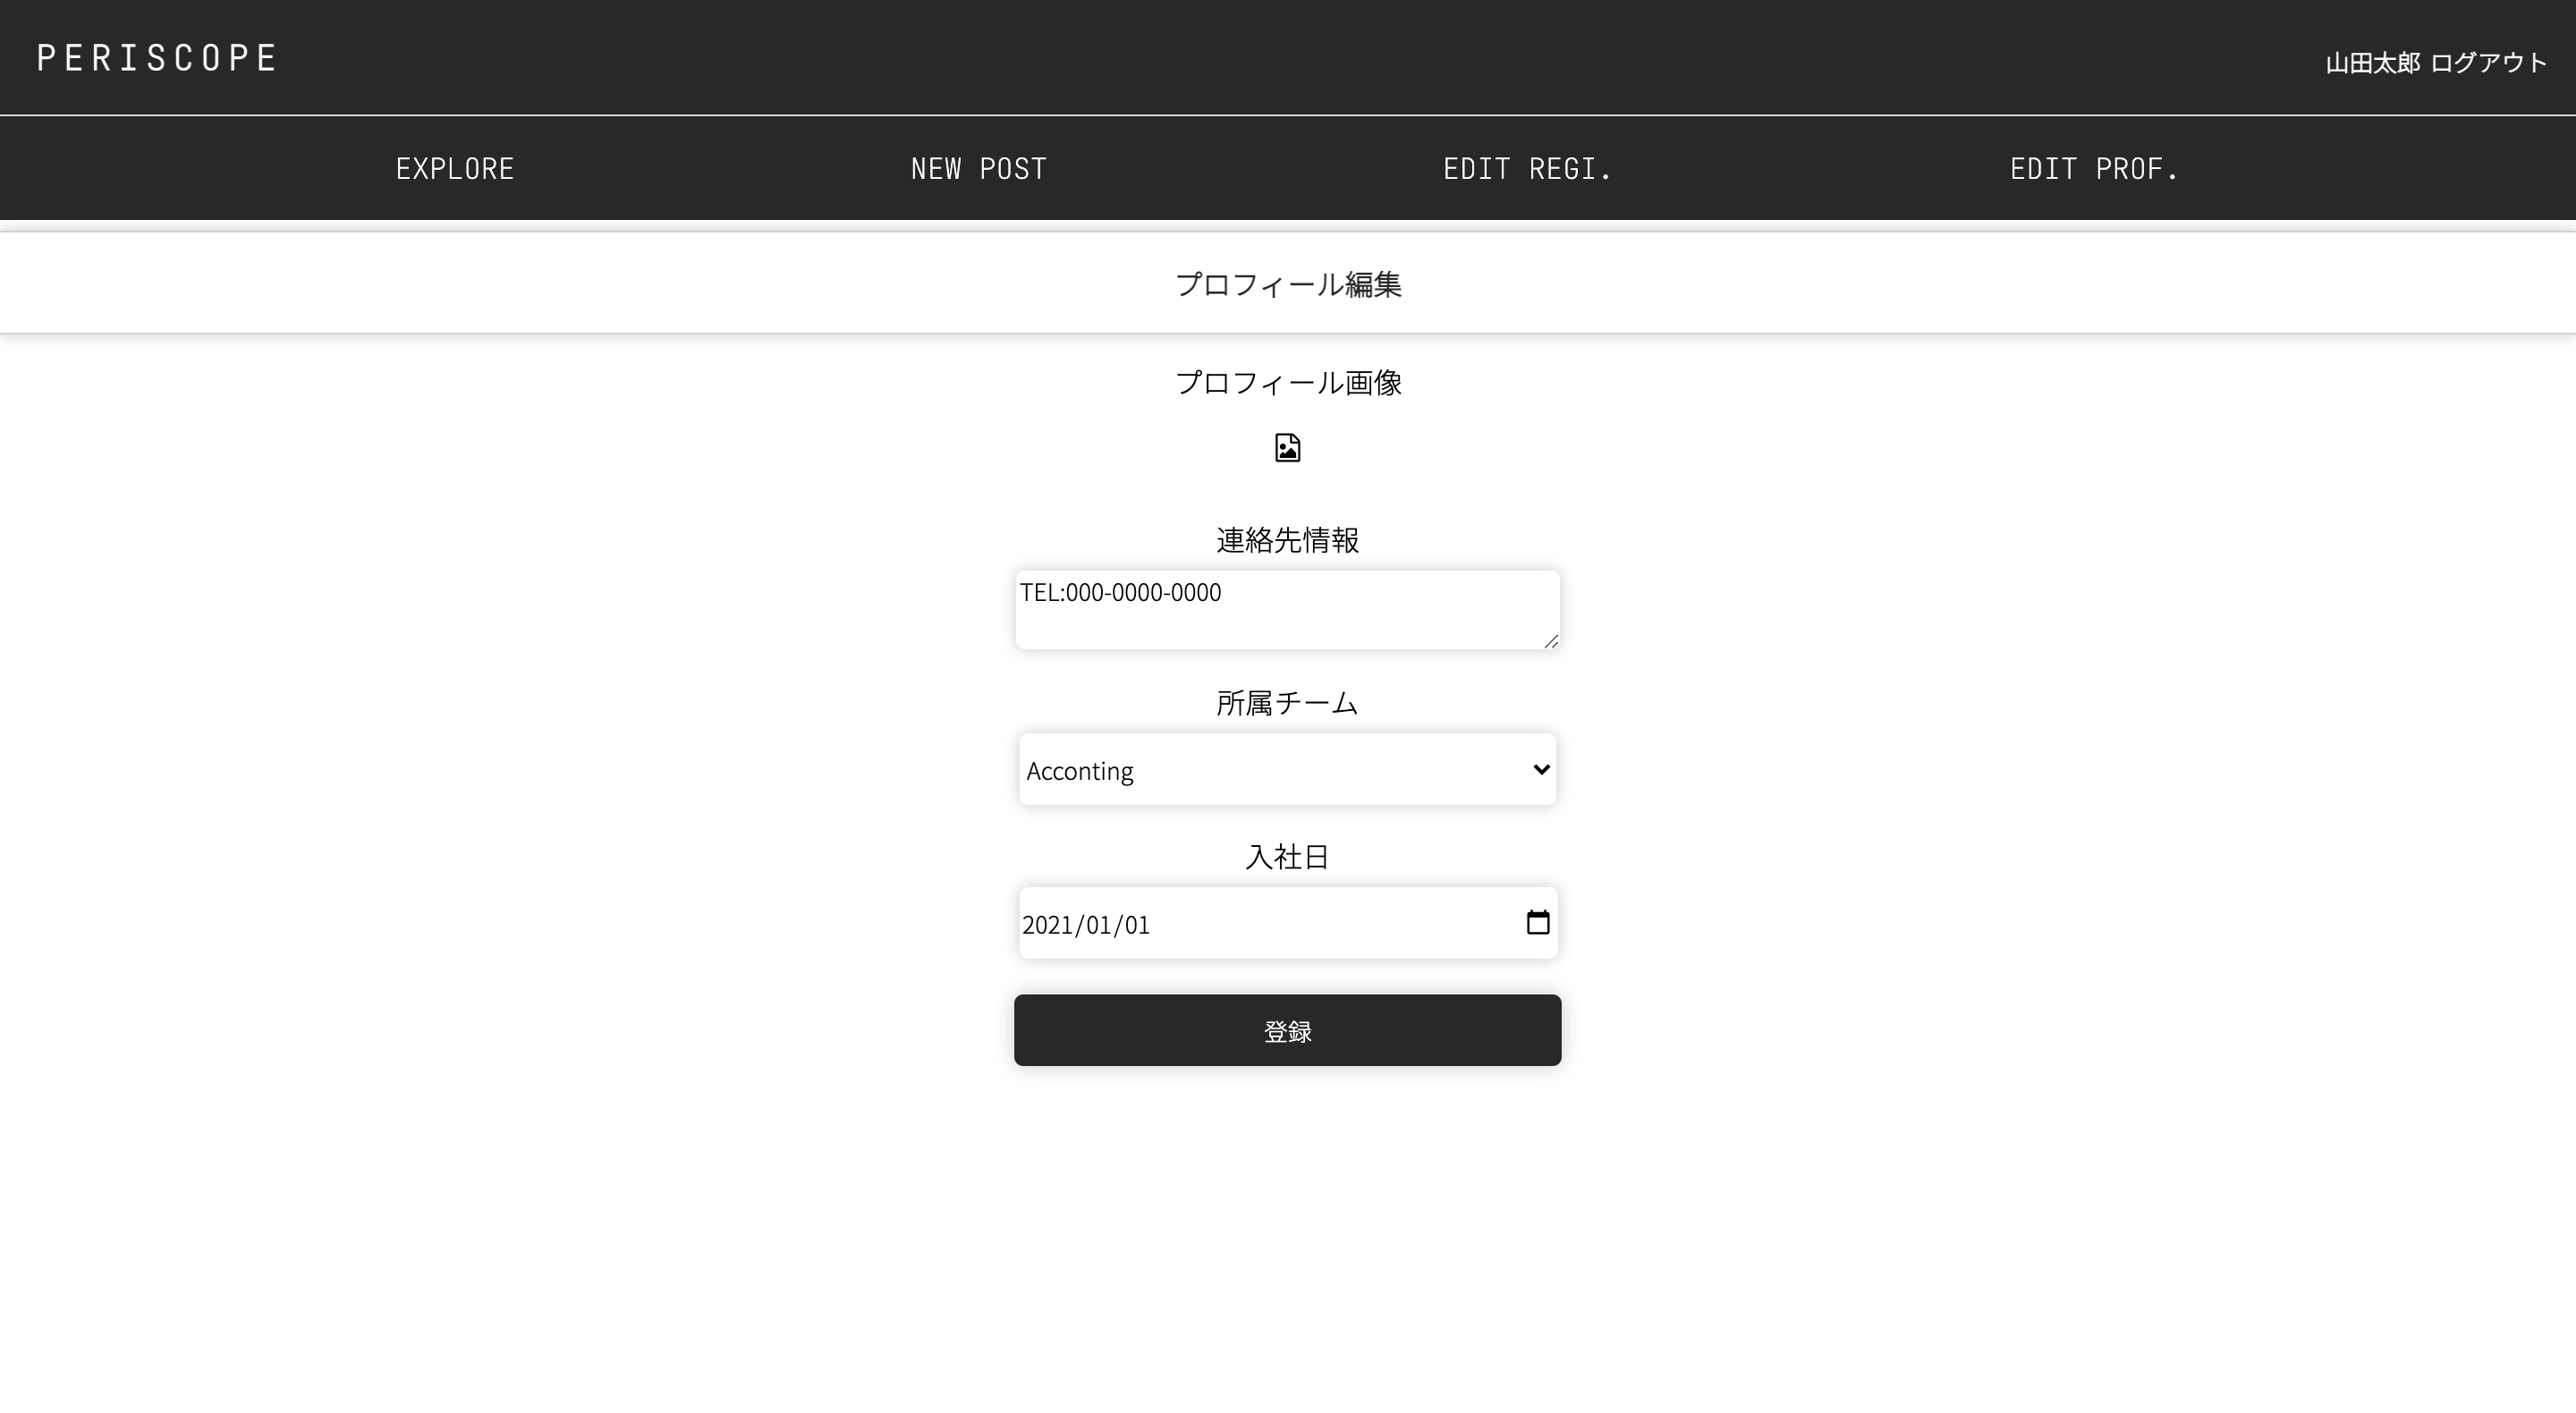 PERISCOPE
山田太郎 ログアウト
EXPLORE NEW POST EDIT REGI. EDIT PROF.
プロフィール編集
プロフィール画像
連絡先情報
TEL:000-0000-0000
所属チーム
Acconting
入社日
2021/01/01
登録